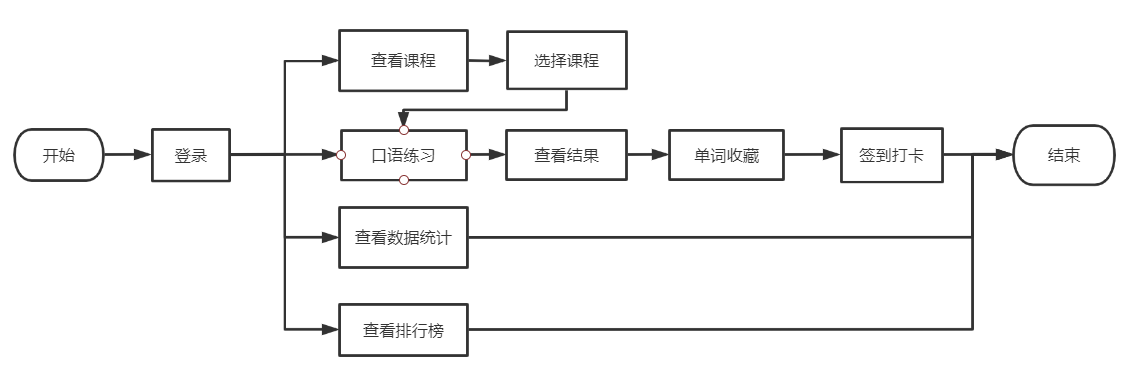 查看课程
选择课程
开始
登录
口语练习
查看结果
单词收藏
签到打卡
结束
查看数据统计
查看排行榜